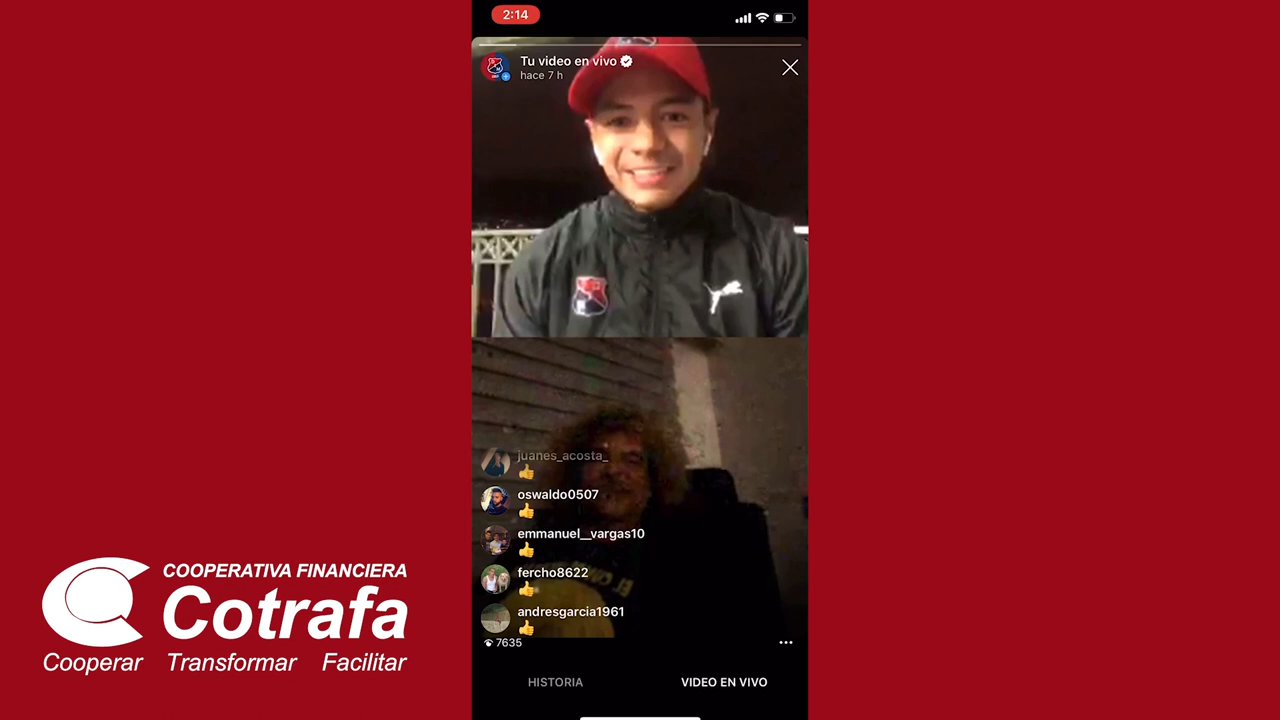 2:14
Tu video en vivo
hace 7 h
juanes_acosta_
oswaldo0507
emmanuel__vargas10
fercho8622
andresgarcia1961
7635
HISTORIA
VIDEO EN VIVO
COOPERATIVA FINANCIERA
Cotrafa
Cooperar Transformar Facilitar